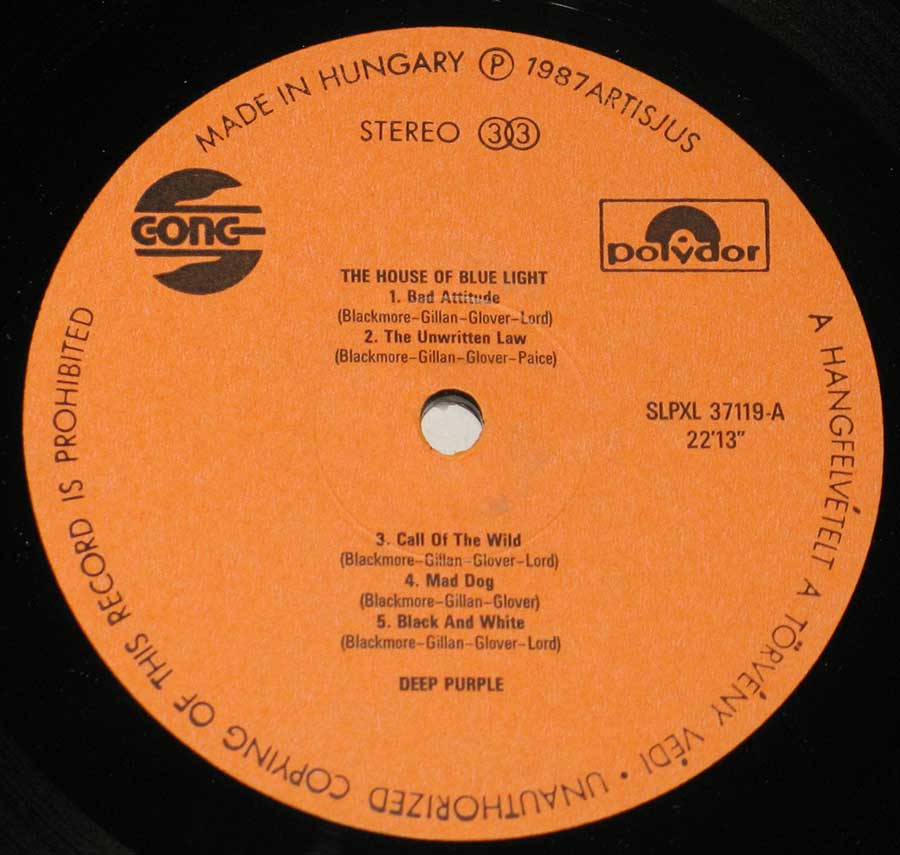 MADE IN HUNGARY Ⓟ 1987 ARTISJUS
STEREO 33
GONG
polydor
THE HOUSE OF BLUE LIGHT
1. Bad Attitude
(Blackmore–Gillan–Glover–Lord)
2. The Unwritten Law
(Blackmore–Gillan–Glover–Paice)
SLPXL 37119-A
22'13"
3. Call Of The Wild
(Blackmore–Gillan–Glover–Lord)
4. Mad Dog
(Blackmore–Gillan–Glover)
5. Black And White
(Blackmore–Gillan–Glover–Lord)
DEEP PURPLE
A HANGFELVÉTELT A TÖRVÉNY VÉDI • UNAUTHORIZED COPYING OF THIS RECORD IS PROHIBITED